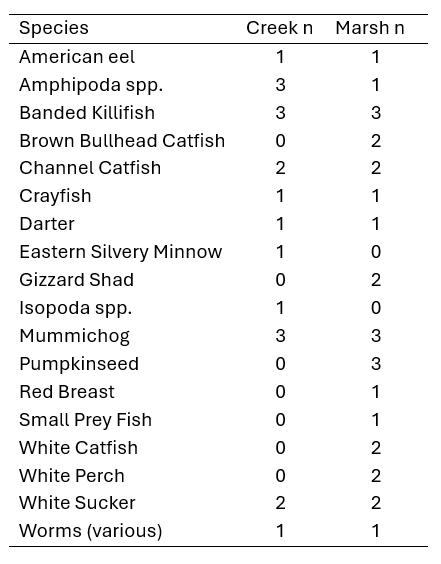 Species Creek n Marsh n
American eel 1 1
Amphipoda spp. 3 1
Banded Killifish 3 3
Brown Bullhead Catfish 0 2
Channel Catfish 2 2
Crayfish 1 1
Darter 1 1
Eastern Silvery Minnow 1 0
Gizzard Shad 0 2
Isopoda spp. 1 0
Mummichog 3 3
Pumpkinseed 0 3
Red Breast 0 1
Small Prey Fish 0 1
White Catfish 0 2
White Perch 0 2
White Sucker 2 2
Worms (various) 1 1